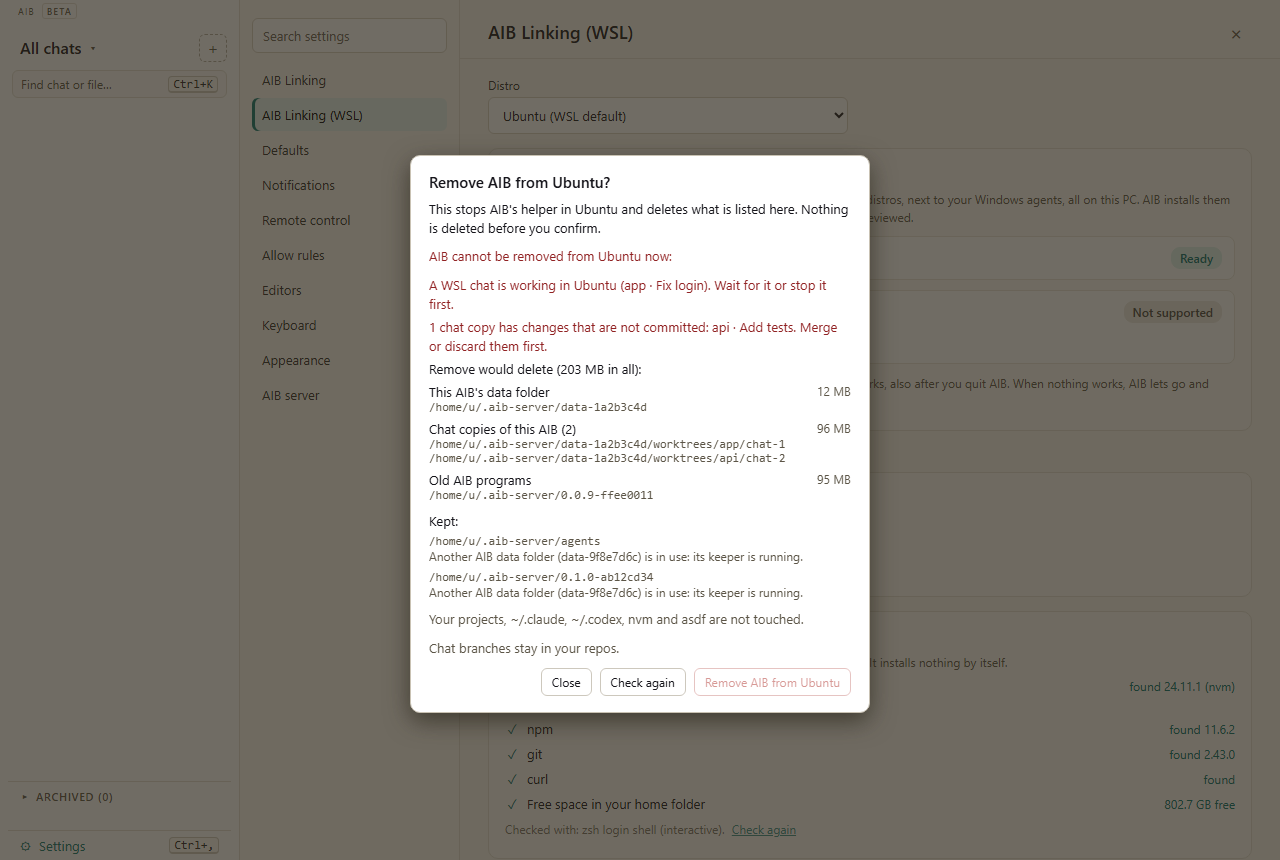 AIB BETA
All chats
+
Find chat or file... Ctrl+K
ARCHIVED (0)
Settings Ctrl+,
Search settings
AIB Linking
AIB Linking (WSL)
Defaults
Notifications
Remote control
Allow rules
Editors
Keyboard
Appearance
AIB server
AIB Linking (WSL)
Distro
Ubuntu (WSL default)
distros, next to your Windows agents, all on this PC. AIB installs them
Ready
Not supported
also after you quit AIB. When nothing works, AIB lets go and
It installs nothing by itself.
found 24.11.1 (nvm)
✓ npm found 11.6.2
✓ git found 2.43.0
✓ curl found
✓ Free space in your home folder 802.7 GB free
Checked with: zsh login shell (interactive). Check again
Remove AIB from Ubuntu?
This stops AIB's helper in Ubuntu and deletes what is listed here. Nothing
is deleted before you confirm.
AIB cannot be removed from Ubuntu now:
A WSL chat is working in Ubuntu (app · Fix login). Wait for it or stop it
first.
1 chat copy has changes that are not committed: api · Add tests. Merge
or discard them first.
Remove would delete (203 MB in all):
This AIB's data folder 12 MB
/home/u/.aib-server/data-1a2b3c4d
Chat copies of this AIB (2) 96 MB
/home/u/.aib-server/data-1a2b3c4d/worktrees/app/chat-1
/home/u/.aib-server/data-1a2b3c4d/worktrees/api/chat-2
Old AIB programs 95 MB
/home/u/.aib-server/0.0.9-ffee0011
Kept:
/home/u/.aib-server/agents
Another AIB data folder (data-9f8e7d6c) is in use: its keeper is running.
/home/u/.aib-server/0.1.0-ab12cd34
Another AIB data folder (data-9f8e7d6c) is in use: its keeper is running.
Your projects, ~/.claude, ~/.codex, nvm and asdf are not touched.
Chat branches stay in your repos.
Close
Check again
Remove AIB from Ubuntu